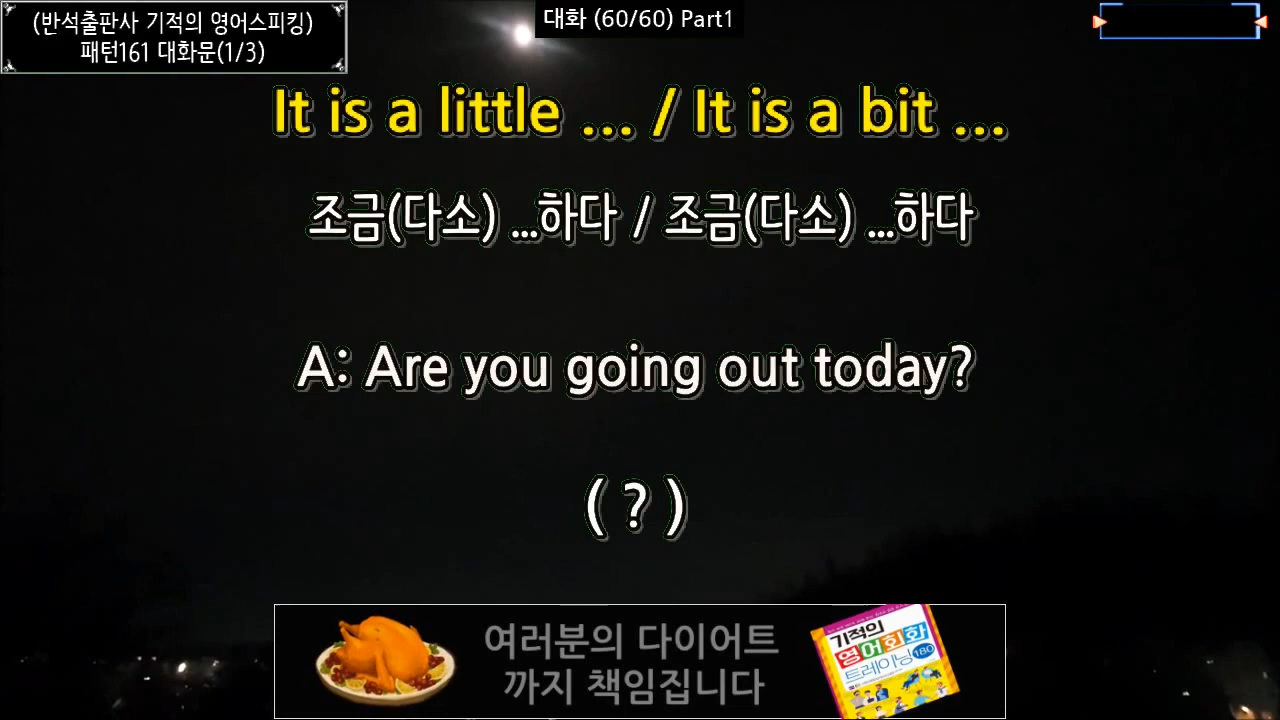 (반석출판사 기적의 영어스피킹)
패턴161 대화문(1/3)
대화 (60/60) Part1
It is a little ... / It is a bit ...
조금(다소) ...하다 / 조금(다소) ...하다
A: Are you going out today?
( ? )
여러분의 다이어트
까지 책임집니다
기적의
영어회화
트레이닝 180